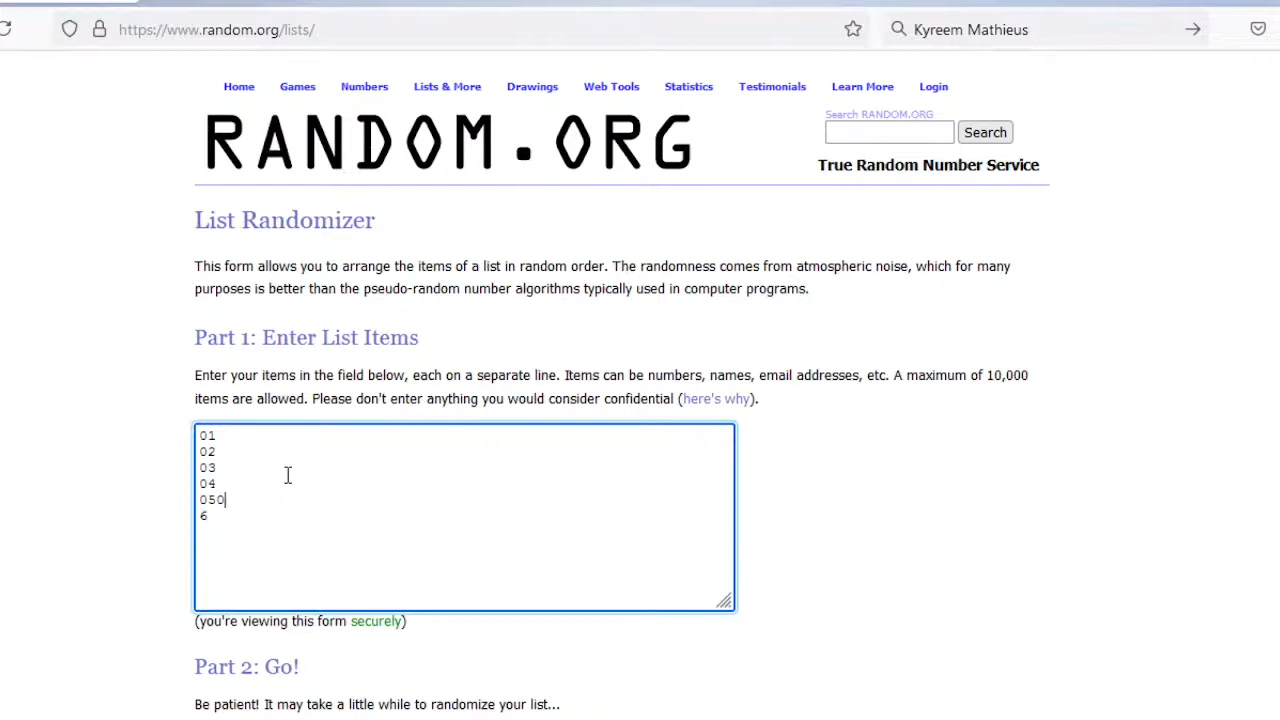 https://www.random.org/lists/
Kyreem Mathieus
Home Games Numbers Lists & More Drawings Web Tools Statistics Testimonials Learn More Login
RANDOM.ORG
Search RANDOM.ORG
Search
True Random Number Service
List Randomizer
This form allows you to arrange the items of a list in random order. The randomness comes from atmospheric noise, which for many
purposes is better than the pseudo-random number algorithms typically used in computer programs.
Part 1: Enter List Items
Enter your items in the field below, each on a separate line. Items can be numbers, names, email addresses, etc. A maximum of 10,000
items are allowed. Please don't enter anything you would consider confidential (here's why).
01
02
03
04
050
6
(you're viewing this form securely)
Part 2: Go!
Be patient! It may take a little while to randomize your list...